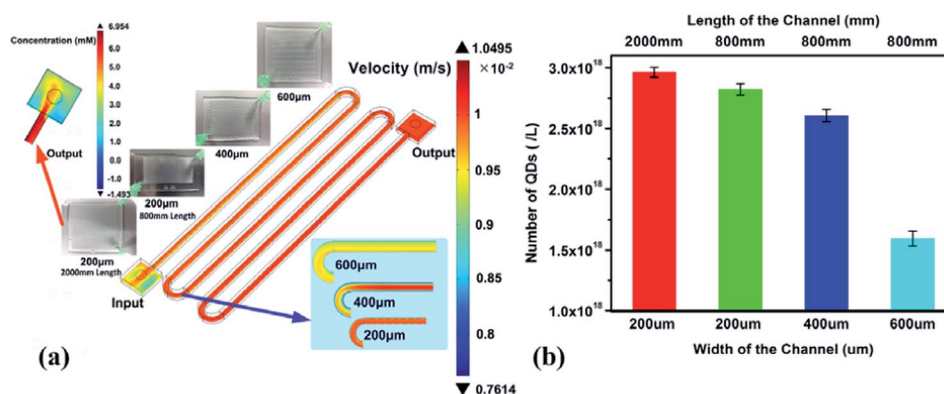 6.954
Concentration (mM)
6.0
5.0
4.0
3.0
2.0
1.0
0.0
-1.0
-1.493
Output
600μm
400μm
200μm
800mm Length
200μm
2000mm Length
Input
Output
600μm
400μm
200μm
Velocity (m/s)
1.0495
×10⁻²
1
0.95
0.9
0.85
0.8
0.7614
(a)
Length of the Channel (mm)
2000mm 800mm 800mm 800mm
Number of QDs ( /L)
3.0x10¹⁸
2.5x10¹⁸
2.0x10¹⁸
1.5x10¹⁸
1.0x10¹⁸
200um 200um 400um 600um
Width of the Channel (um)
(b)